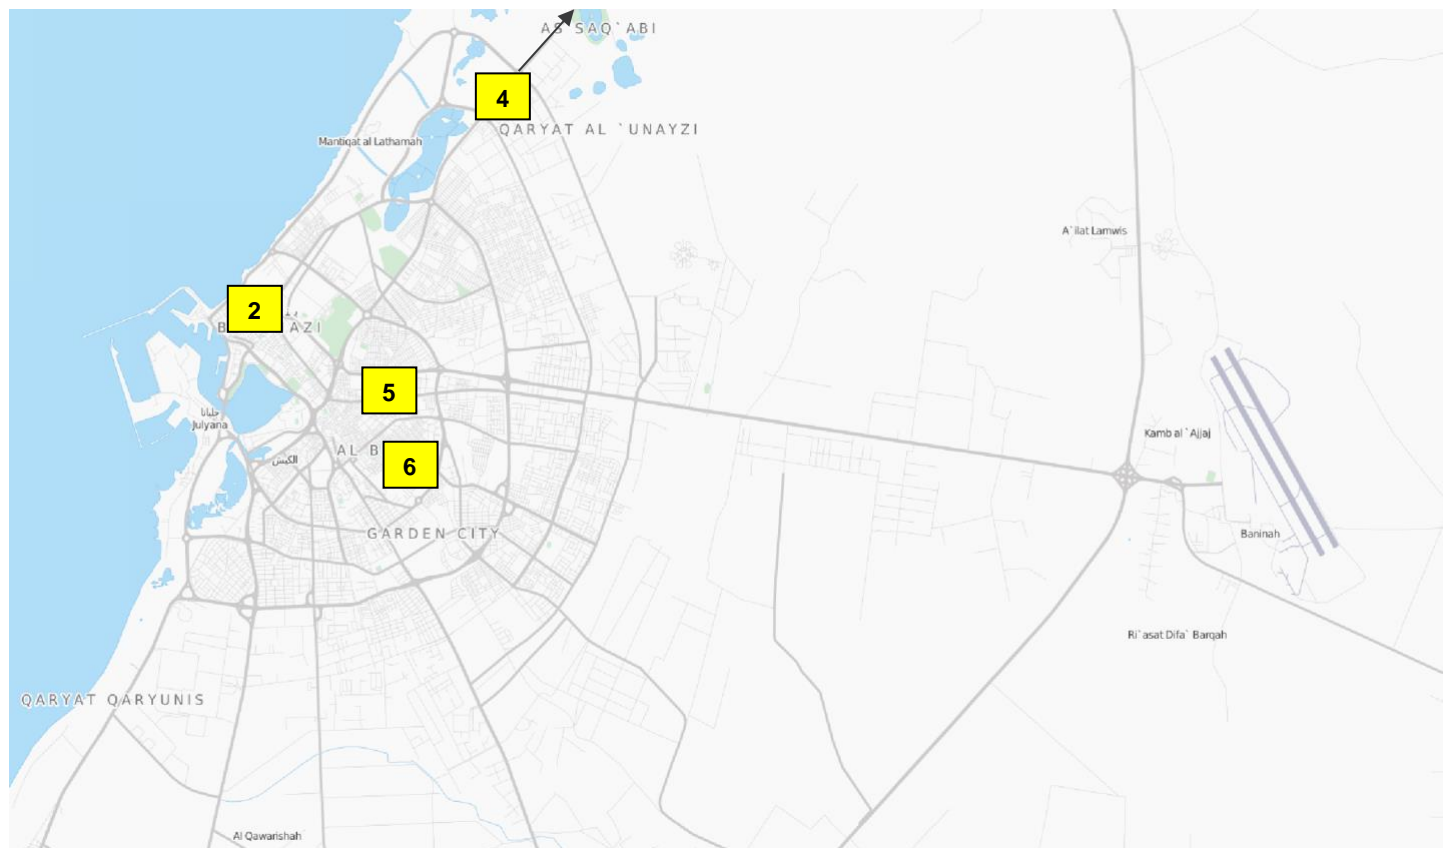 AS SAQ`ABI
4
QARYAT AL `UNAYZI
Mantiqat al Lathamah
A`ilat Lamwis
2
B AZI
5
جليانا
Julyana
Kamb al `Ajjaj
AL B
6
الكيش
GARDEN CITY
Baninah
Ri`asat Difa` Barqah
QARYAT QARYUNIS
Al Qawarishah